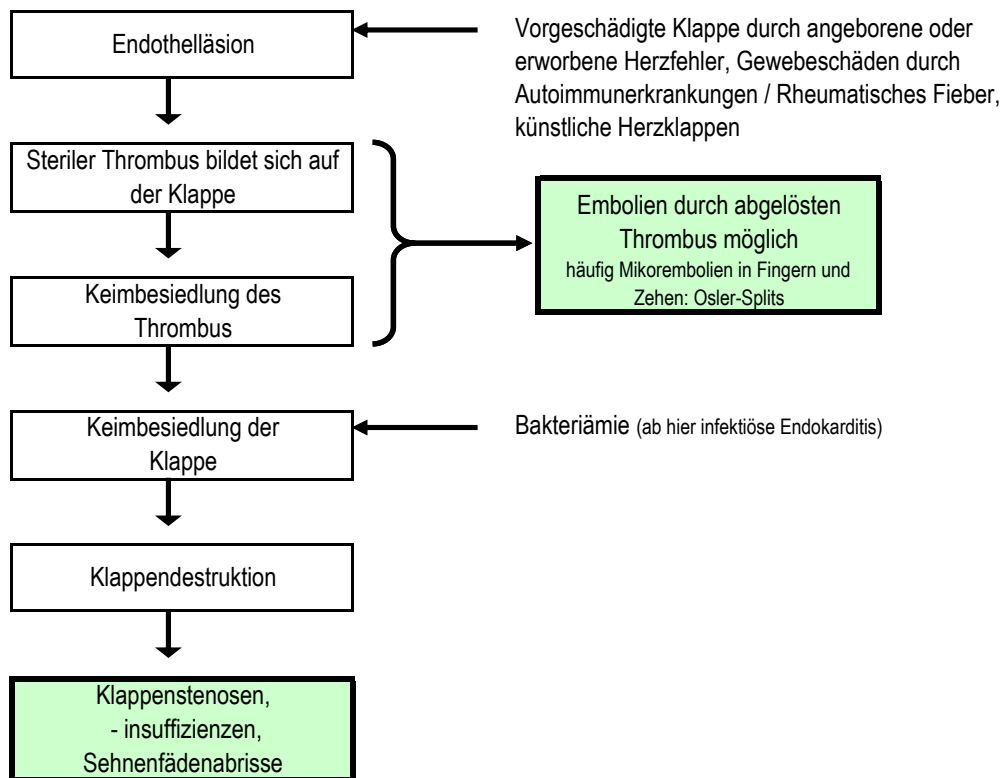 Endothelläsion
Vorgeschädigte Klappe durch angeborene oder
erworbene Herzfehler, Gewebeschäden durch
Autoimmunerkrankungen / Rheumatisches Fieber,
künstliche Herzklappen
Steriler Thrombus bildet sich auf
der Klappe
Embolien durch abgelösten
Thrombus möglich
häufig Mikorembolien in Fingern und
Zehen: Osler-Splits
Keimbesiedlung des
Thrombus
Keimbesiedlung der
Klappe
Bakteriämie (ab hier infektiöse Endokarditis)
Klappendestruktion
Klappenstenosen,
- insuffizienzen,
Sehnenfädenabrisse